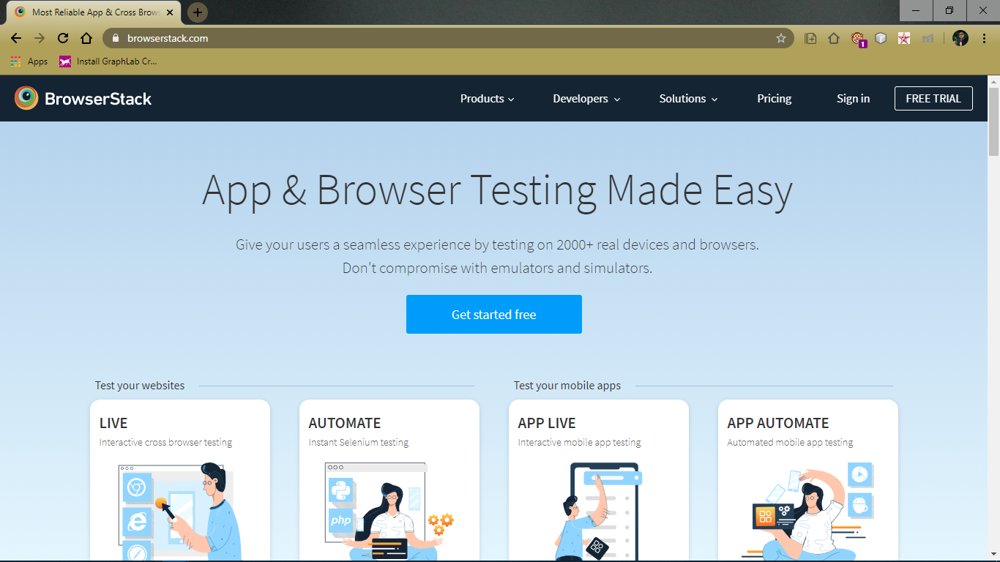 Most Reliable App & Cross Brows
browserstack.com
1
Apps
Install GraphLab Cr...
BrowserStack
Products
Developers
Solutions
Pricing
Sign in
FREE TRIAL
App & Browser Testing Made Easy
Give your users a seamless experience by testing on 2000+ real devices and browsers.
Don't compromise with emulators and simulators.
Get started free
Test your websites
Test your mobile apps
LIVE
Interactive cross browser testing
AUTOMATE
Instant Selenium testing
php
APP LIVE
Interactive mobile app testing
APP AUTOMATE
Automated mobile app testing